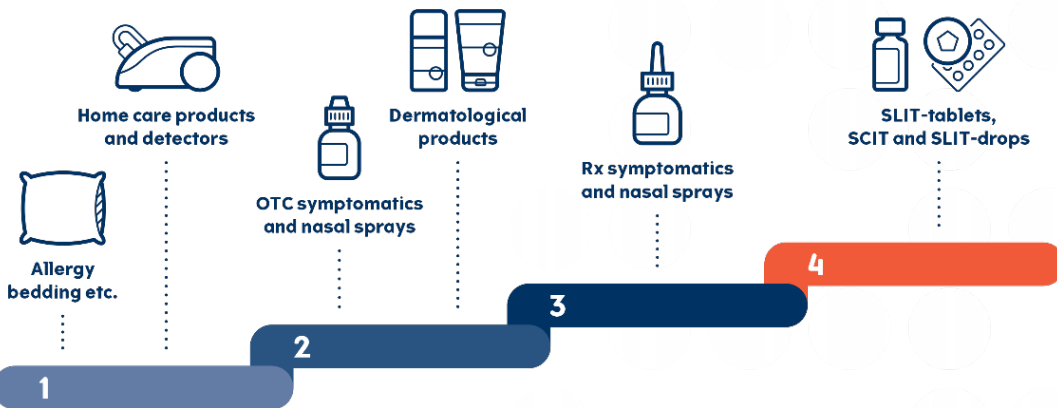 Home care products
and detectors
Dermatological
products
SLIT-tablets,
SCIT and SLIT-drops
OTC symptomatics
and nasal sprays
Rx symptomatics
and nasal sprays
Allergy
bedding etc.
1
2
3
4